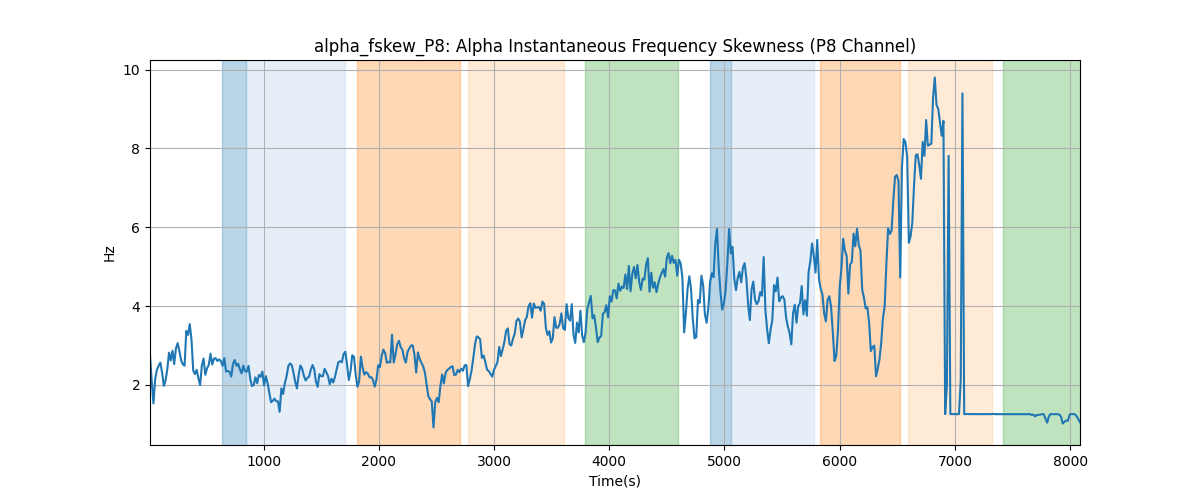 alpha_fskew_P8: Alpha Instantaneous Frequency Skewness (P8 Channel)
10
8
6
4
2
Hz
1000 2000 3000 4000 5000 6000 7000 8000
Time(s)